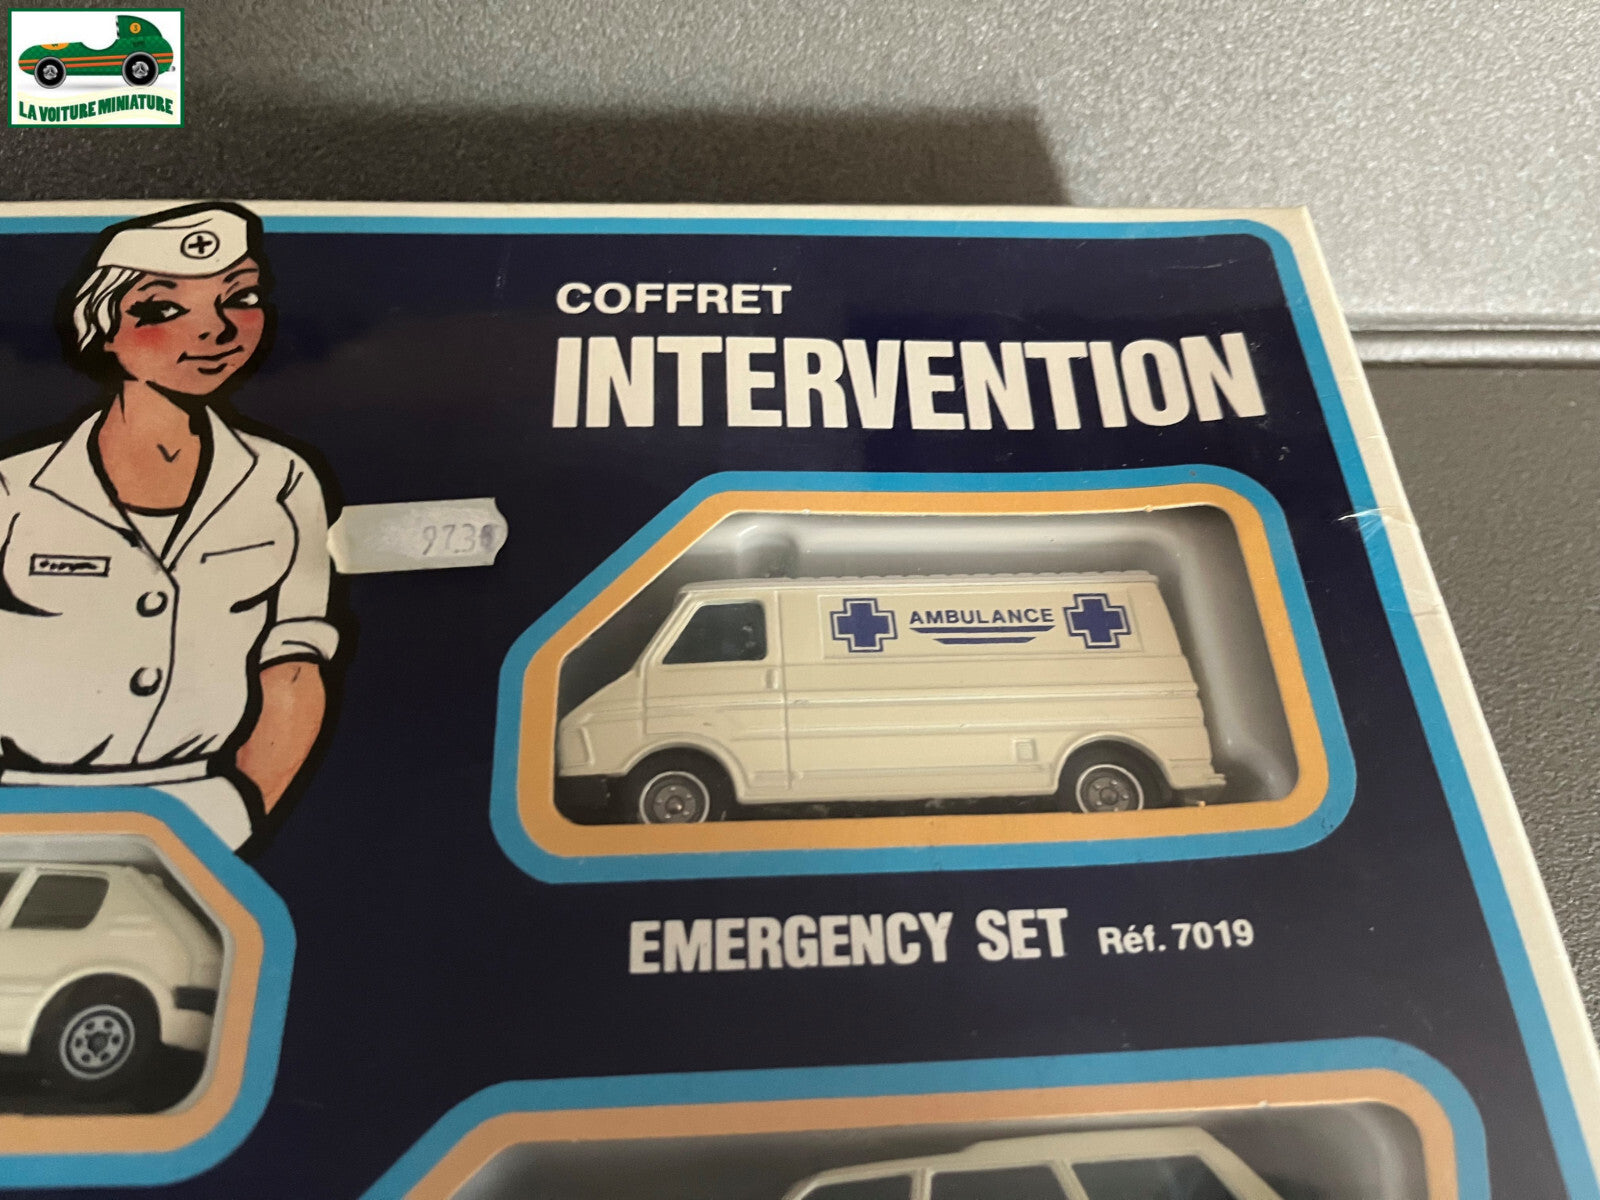 LA VOITURE MINIATURE
COFFRET
INTERVENTION
AMBULANCE
EMERGENCY SET Réf. 7019